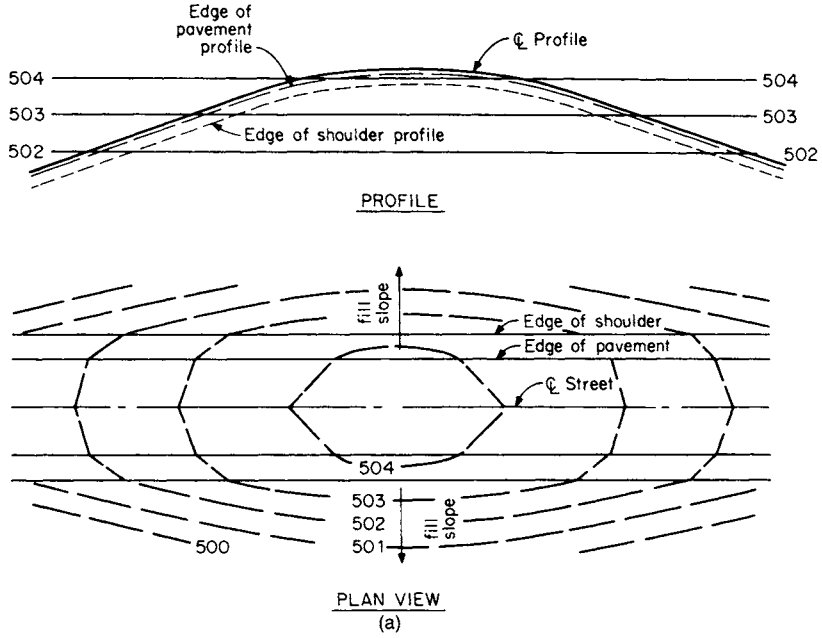 Edge of
pavement
profile
℄ Profile
504
504
503
503
Edge of shoulder profile
502
502
PROFILE
fill
slope
Edge of shoulder
Edge of pavement
℄ Street
504
503
502
501
500
fill
slope
PLAN VIEW
(a)